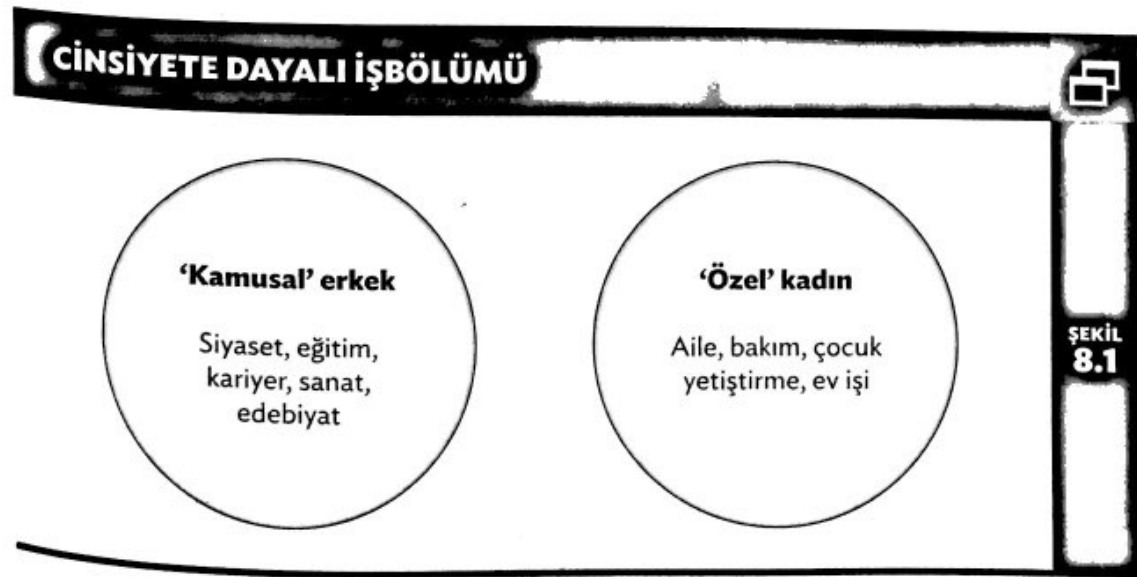 CİNSİYETE DAYALI İŞBÖLÜMÜ
'Kamusal' erkek
Siyaset, eğitim,
kariyer, sanat,
edebiyat
'Özel' kadın
Aile, bakım, çocuk
yetiştirme, ev işi
ŞEKİL
8.1